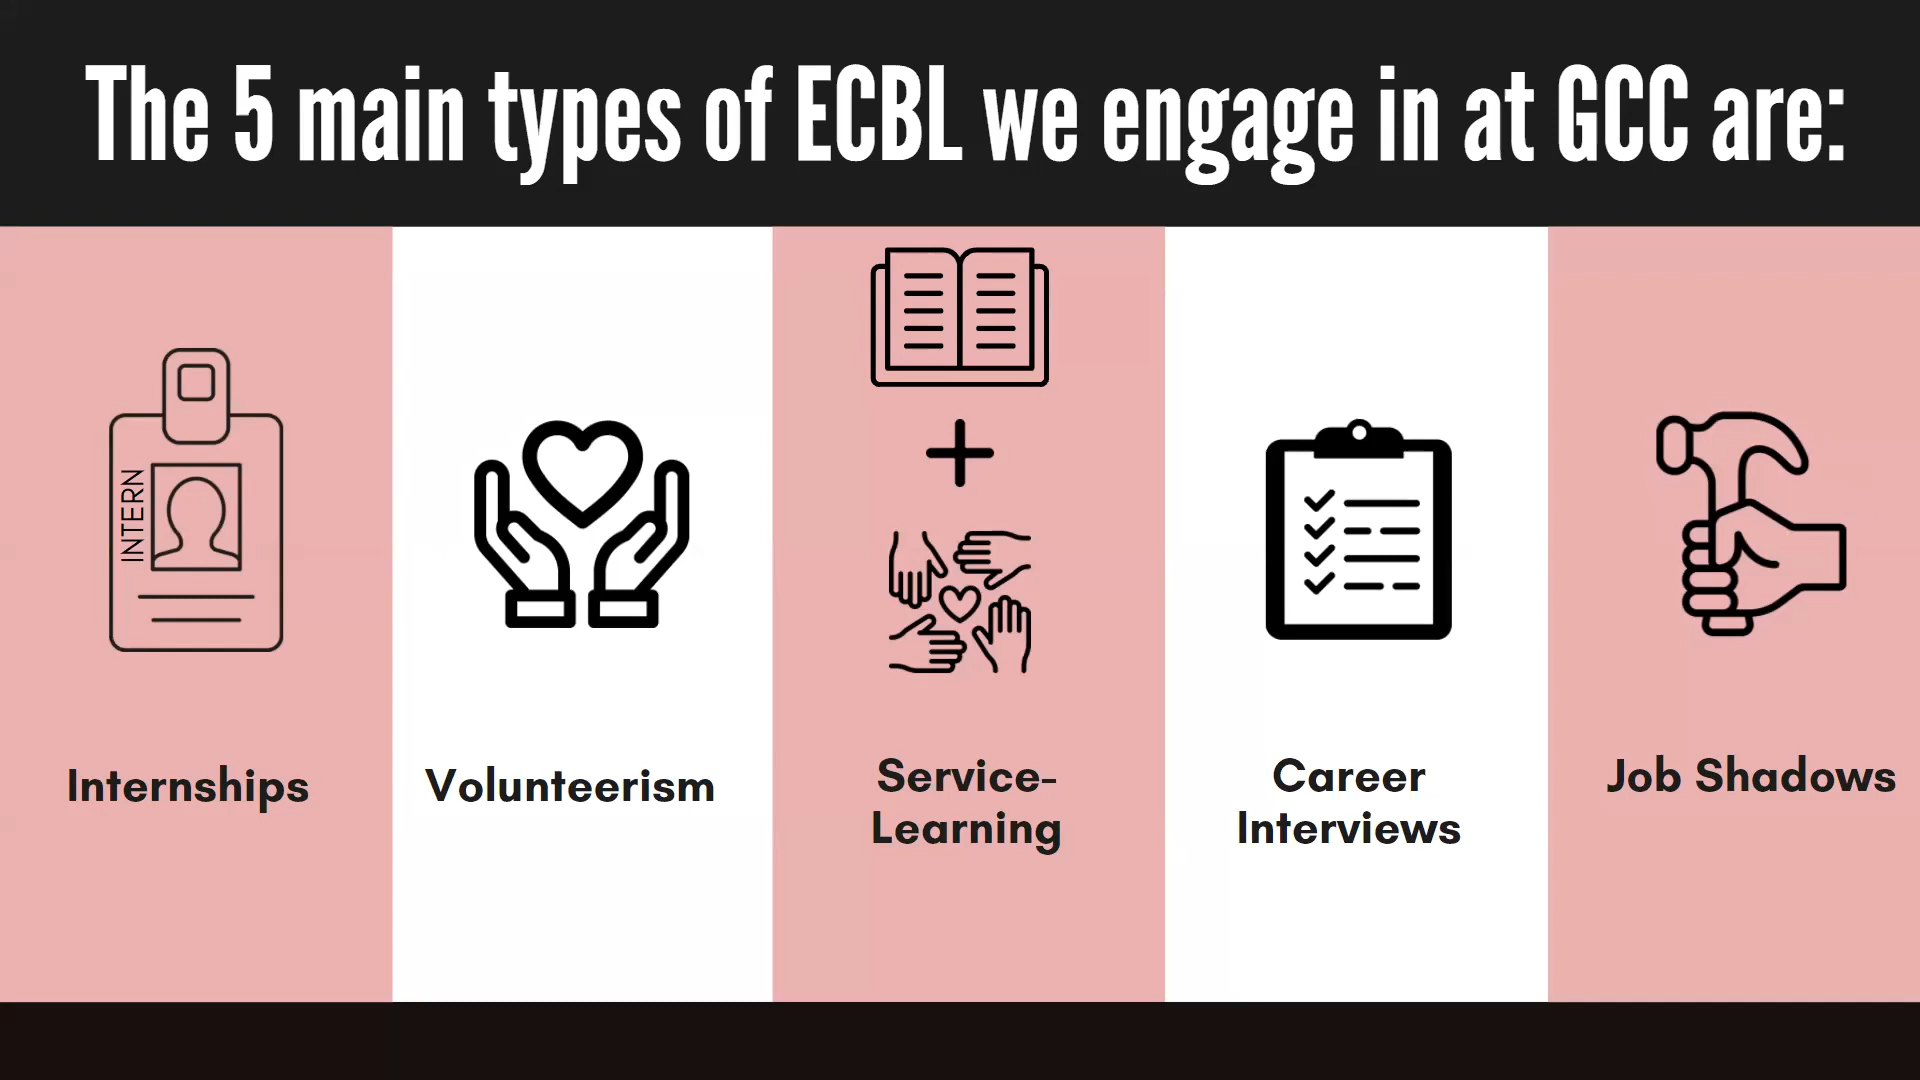 The 5 main types of ECBL we engage in at GCC are:
INTERN
Internships
Volunteerism
Service-
Learning
Career
Interviews
Job Shadows